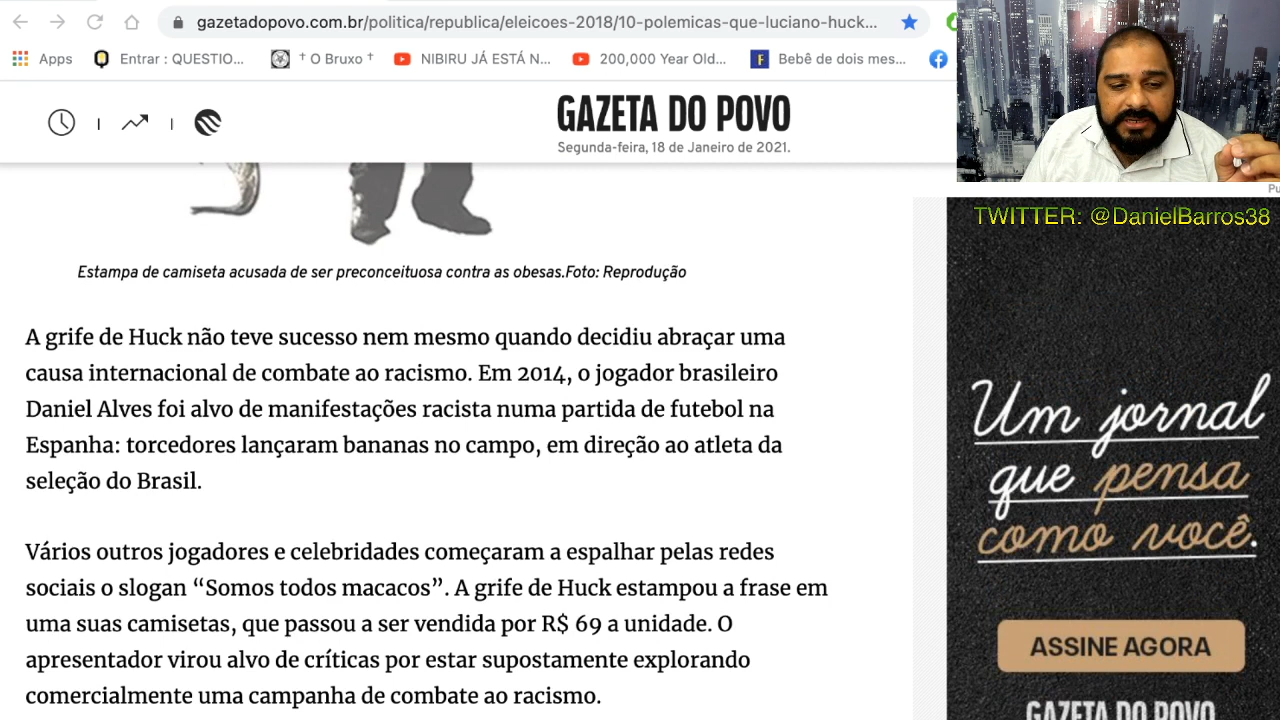 gazetadopovo.com.br/politica/republica/eleicoes-2018/10-polemicas-que-luciano-huck...
Apps
Entrar : QUESTIO...
† O Bruxo †
NIBIRU JÁ ESTÁ N...
200,000 Year Old...
Bebê de dois mes...
GAZETA DO POVO
Segunda-feira, 18 de Janeiro de 2021.
TWITTER: @DanielBarros38
Estampa de camiseta acusada de ser preconceituosa contra as obesas.Foto: Reprodução
A grife de Huck não teve sucesso nem mesmo quando decidiu abraçar uma
causa internacional de combate ao racismo. Em 2014, o jogador brasileiro
Daniel Alves foi alvo de manifestações racista numa partida de futebol na
Espanha: torcedores lançaram bananas no campo, em direção ao atleta da
seleção do Brasil.
Vários outros jogadores e celebridades começaram a espalhar pelas redes
sociais o slogan “Somos todos macacos”. A grife de Huck estampou a frase em
uma suas camisetas, que passou a ser vendida por R$ 69 a unidade. O
apresentador virou alvo de críticas por estar supostamente explorando
comercialmente uma campanha de combate ao racismo.
Um jornal
que pensa
como você.
ASSINE AGORA
GAZETA DO POVO